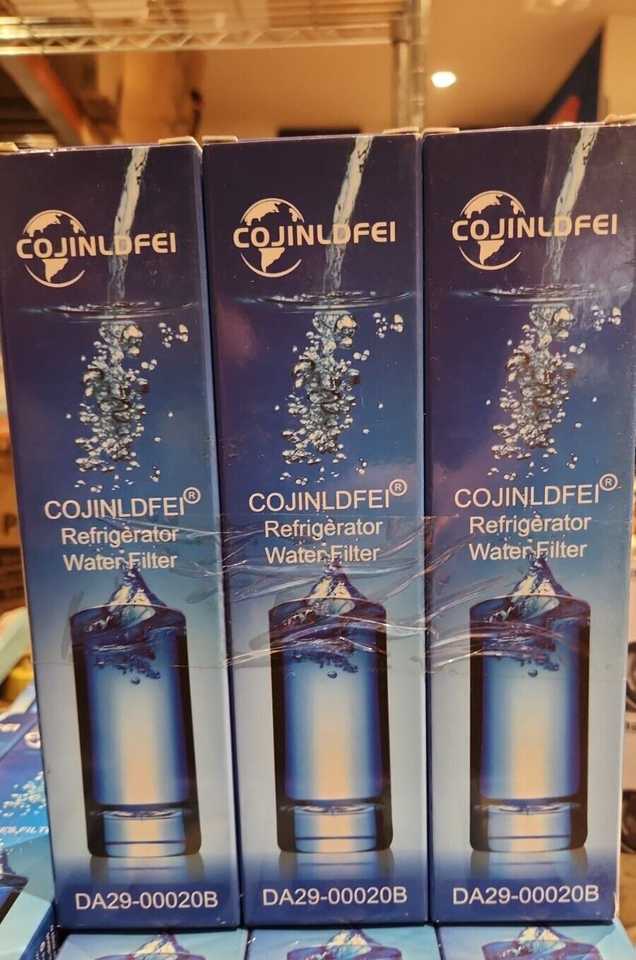 COJINLDFEI
COJINLDFEI®
Refrigerator
Water Filter
DA29-00020B
COJINLDFEI
COJINLDFEI®
Refrigerator
Water Filter
DA29-00020B
COJINLDFEI
COJINLDFEI®
Refrigerator
Water Filter
DA29-00020B